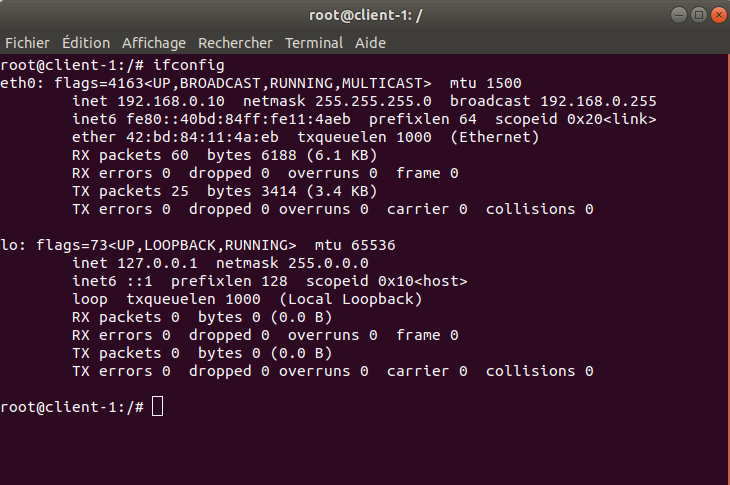 root@client-1: /
Fichier Édition Affichage Rechercher Terminal Aide
root@client-1:/# ifconfig
eth0: flags=4163<UP,BROADCAST,RUNNING,MULTICAST>  mtu 1500
        inet 192.168.0.10  netmask 255.255.255.0  broadcast 192.168.0.255
        inet6 fe80::40bd:84ff:fe11:4aeb  prefixlen 64  scopeid 0x20<link>
        ether 42:bd:84:11:4a:eb  txqueuelen 1000  (Ethernet)
        RX packets 60  bytes 6188 (6.1 KB)
        RX errors 0  dropped 0  overruns 0  frame 0
        TX packets 25  bytes 3414 (3.4 KB)
        TX errors 0  dropped 0 overruns 0  carrier 0  collisions 0
lo: flags=73<UP,LOOPBACK,RUNNING>  mtu 65536
        inet 127.0.0.1  netmask 255.0.0.0
        inet6 ::1  prefixlen 128  scopeid 0x10<host>
        loop  txqueuelen 1000  (Local Loopback)
        RX packets 0  bytes 0 (0.0 B)
        RX errors 0  dropped 0  overruns 0  frame 0
        TX packets 0  bytes 0 (0.0 B)
        TX errors 0  dropped 0 overruns 0  carrier 0  collisions 0
root@client-1:/#